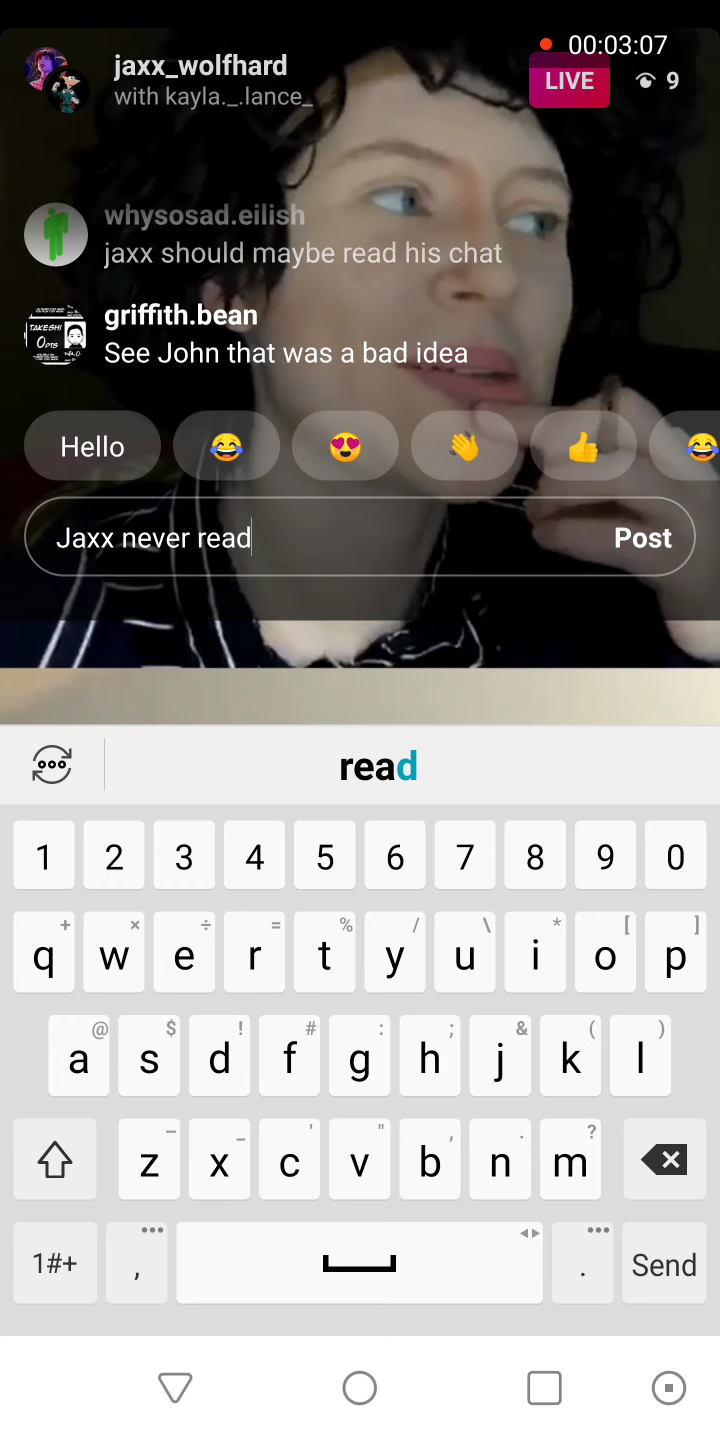 00:03:07
jaxx_wolfhard
LIVE
9
with kayla._.lance_
whysosad.eilish
jaxx should maybe read his chat
griffith.bean
TAKESHI
See John that was a bad idea
Hello
Jaxx never read
Post
read
1 2 3 4 5 6 7 8 9 0
+ × ÷ = % / \ * [ ]
q w e r t y u i o p
@ $ ! # : ; & ( )
a s d f g h j k l
– _ ' " , . ?
z x c v b n m
1#+ , . Send